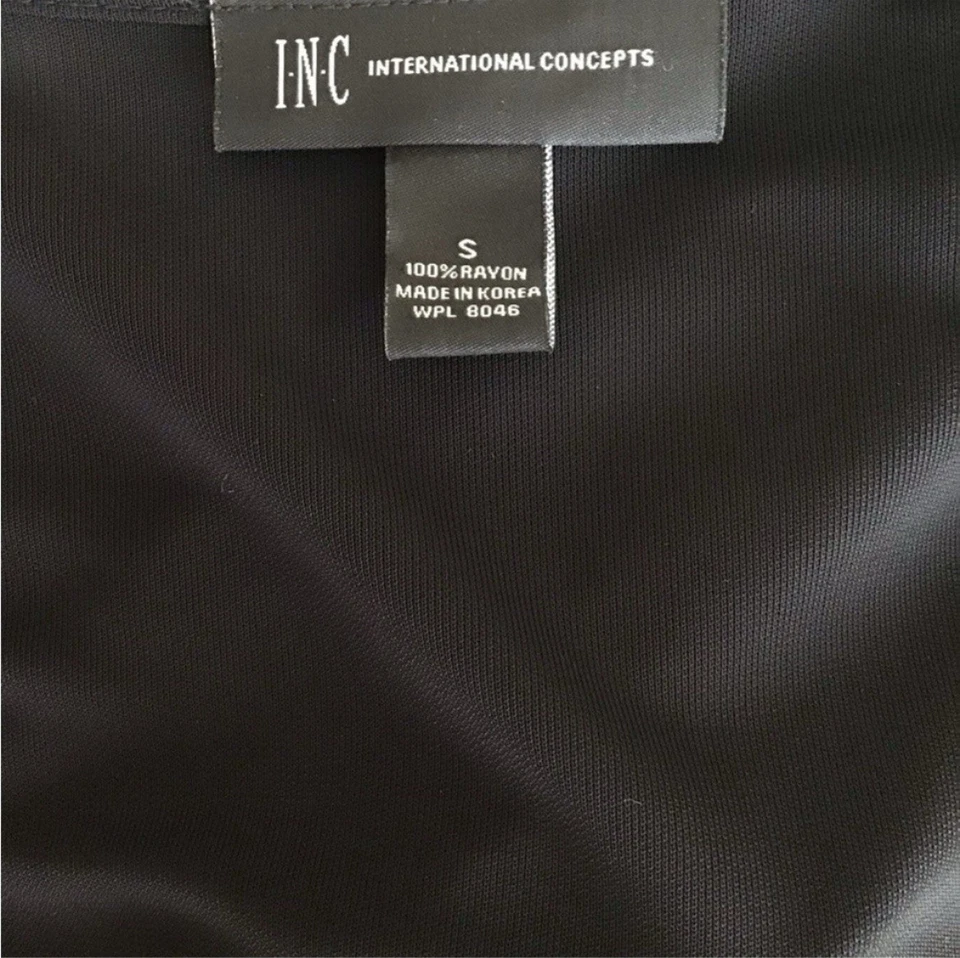 I·N·C INTERNATIONAL CONCEPTS
S
100% RAYON
MADE IN KOREA
WPL 8046